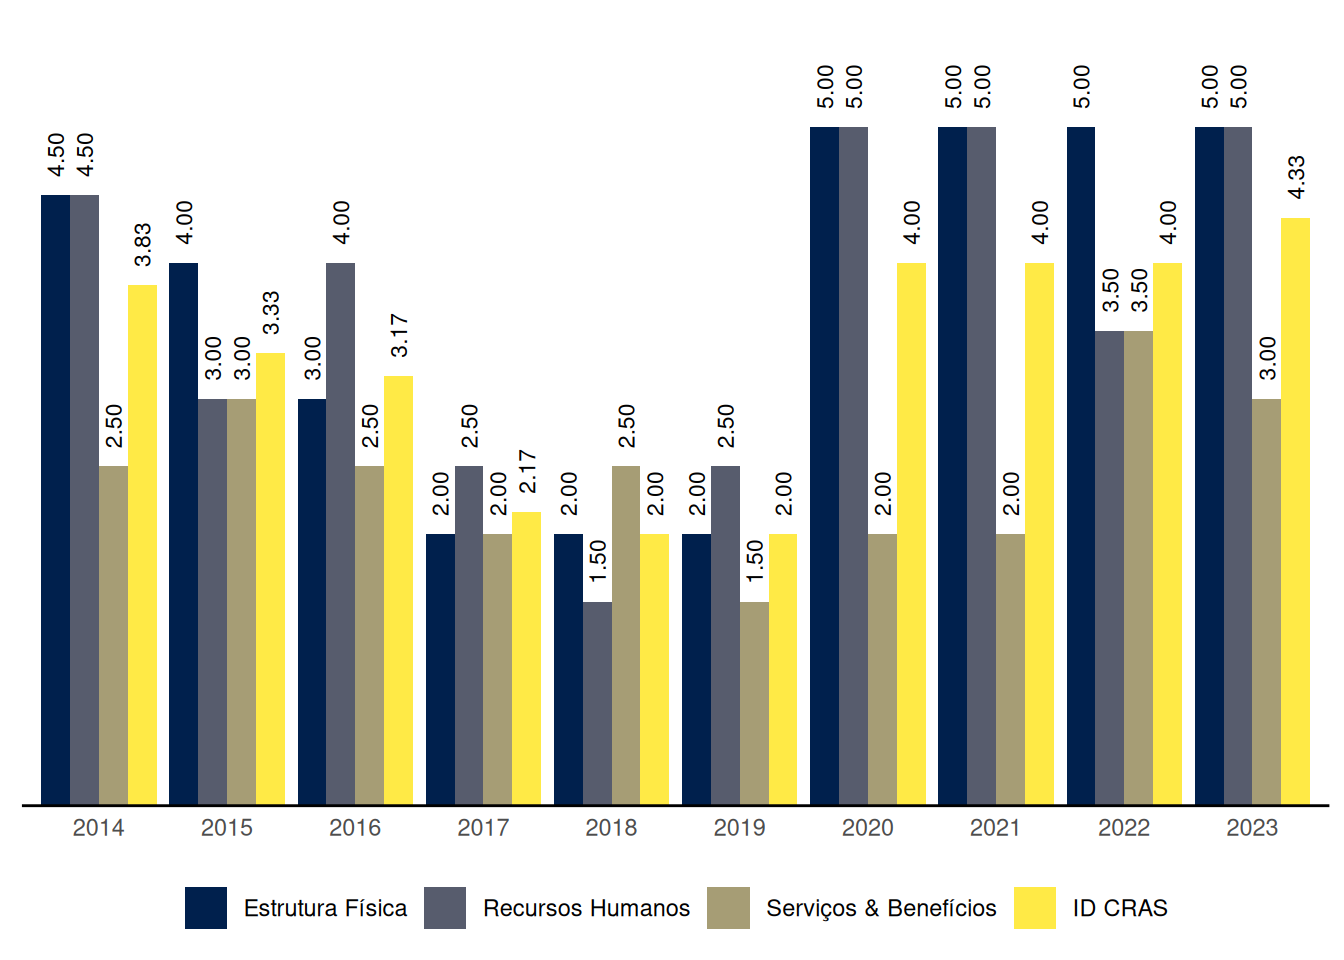 4.50 4.50 2.50 3.83
4.00 3.00 3.00 3.33
3.00 4.00 2.50 3.17
2.00 2.50 2.00 2.17
2.00 1.50 2.50 2.00
2.00 2.50 1.50 2.00
5.00 5.00 2.00 4.00
5.00 5.00 2.00 4.00
5.00 3.50 3.50 4.00
5.00 5.00 3.00 4.33
2014 2015 2016 2017 2018 2019 2020 2021 2022 2023
Estrutura Física Recursos Humanos Serviços & Benefícios ID CRAS